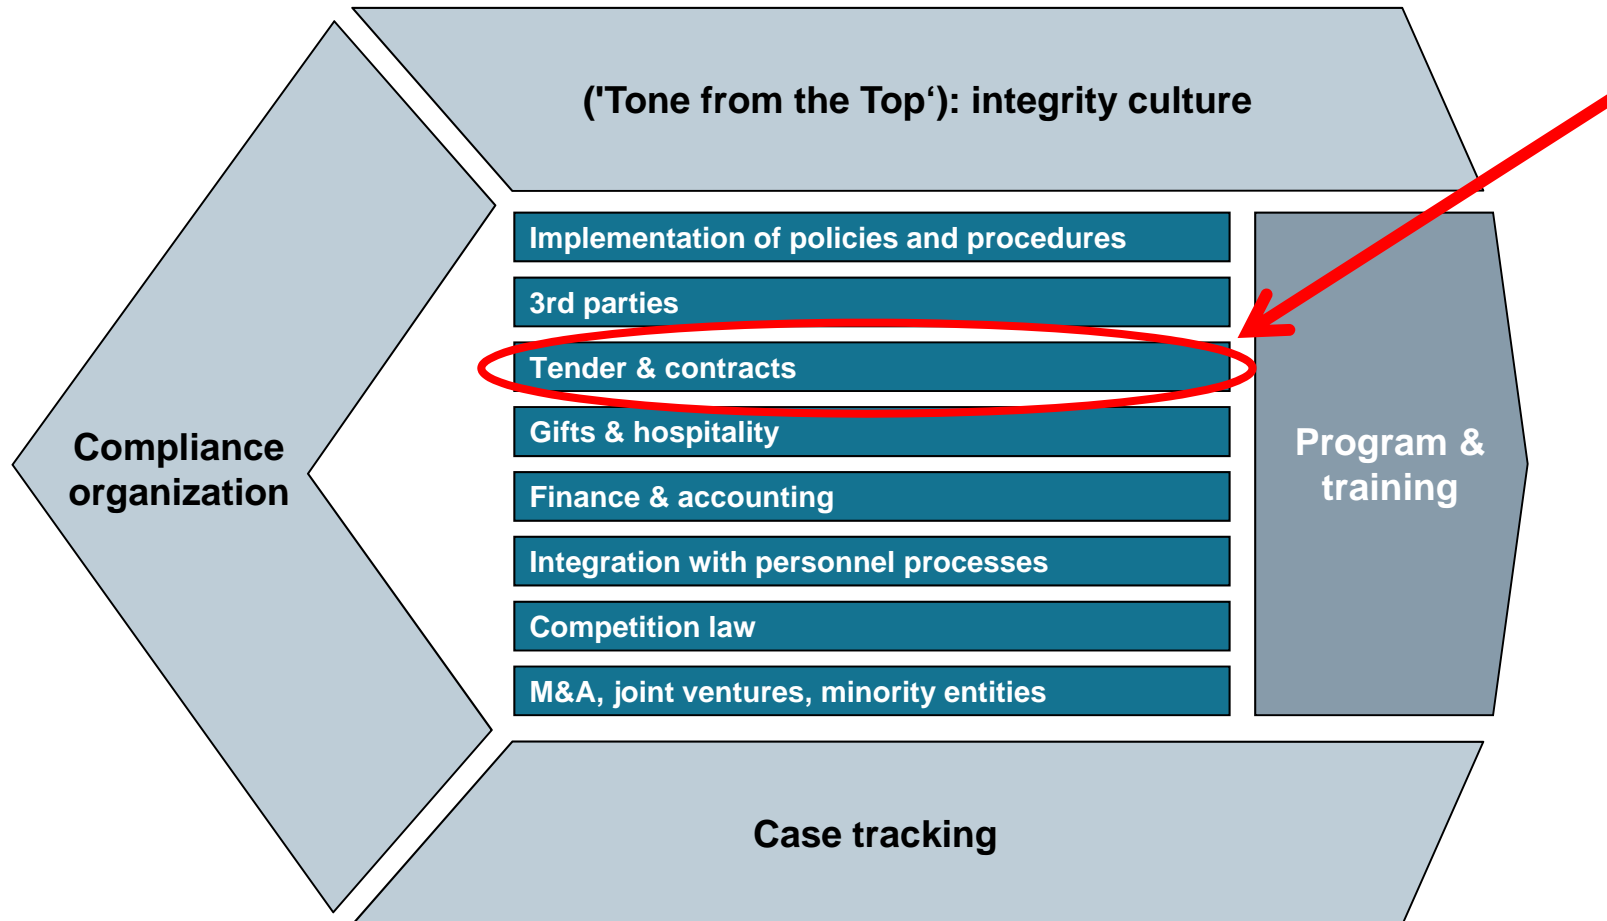 ('Tone from the Top‘): integrity culture
Compliance
organization
Implementation of policies and procedures
3rd parties
Tender & contracts
Gifts & hospitality
Finance & accounting
Integration with personnel processes
Competition law
M&A, joint ventures, minority entities
Program &
training
Case tracking